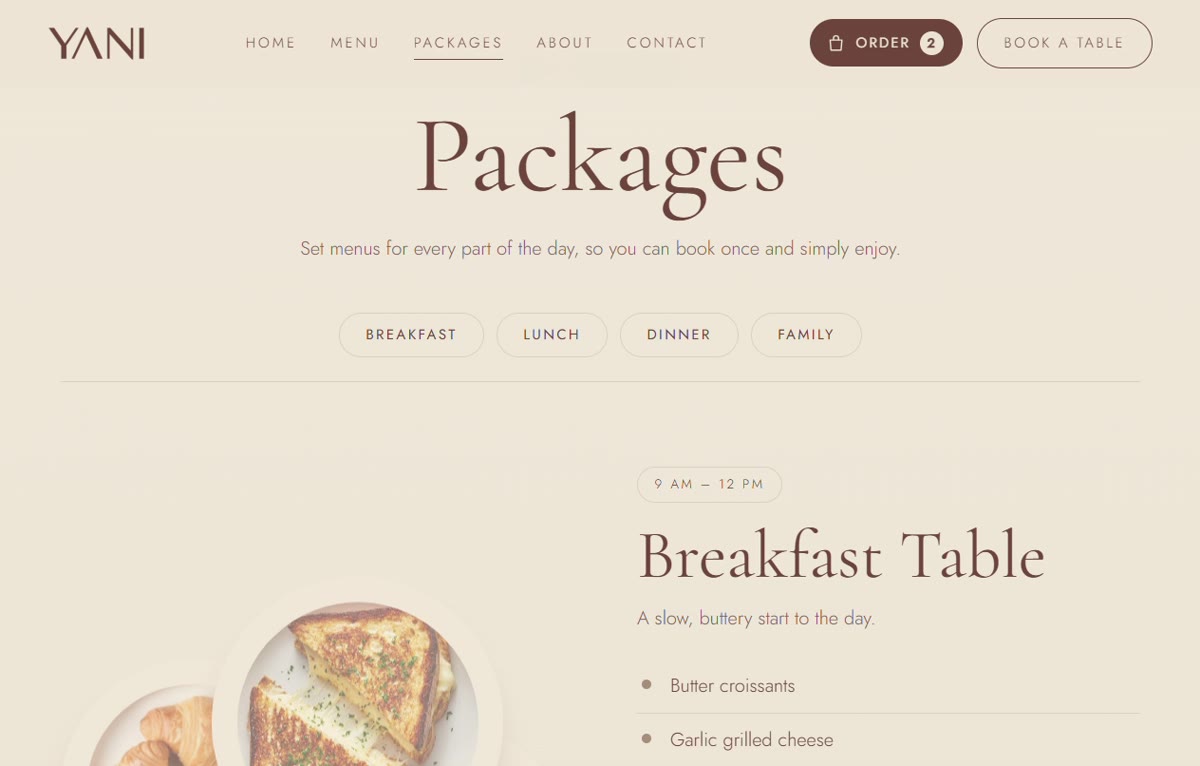 YANI
HOME MENU PACKAGES ABOUT CONTACT
ORDER 2
BOOK A TABLE
Packages
Set menus for every part of the day, so you can book once and simply enjoy.
BREAKFAST LUNCH DINNER FAMILY
9 AM – 12 PM
Breakfast Table
A slow, buttery start to the day.
Butter croissants
Garlic grilled cheese